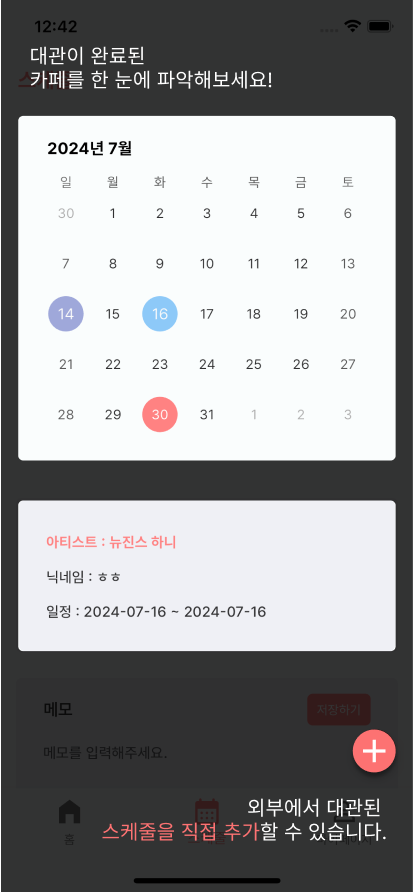 12:42
대관이 완료된
카페를 한 눈에 파악해보세요!
2024년 7월
일 월 화 수 목 금 토
30 1 2 3 4 5 6
7 8 9 10 11 12 13
14 15 16 17 18 19 20
21 22 23 24 25 26 27
28 29 30 31 1 2 3
아티스트 : 뉴진스 하니
닉네임 : ㅎㅎ
일정 : 2024-07-16 ~ 2024-07-16
메모 저장하기
메모를 입력해주세요.
외부에서 대관된
스케줄을 직접 추가할 수 있습니다.
홈